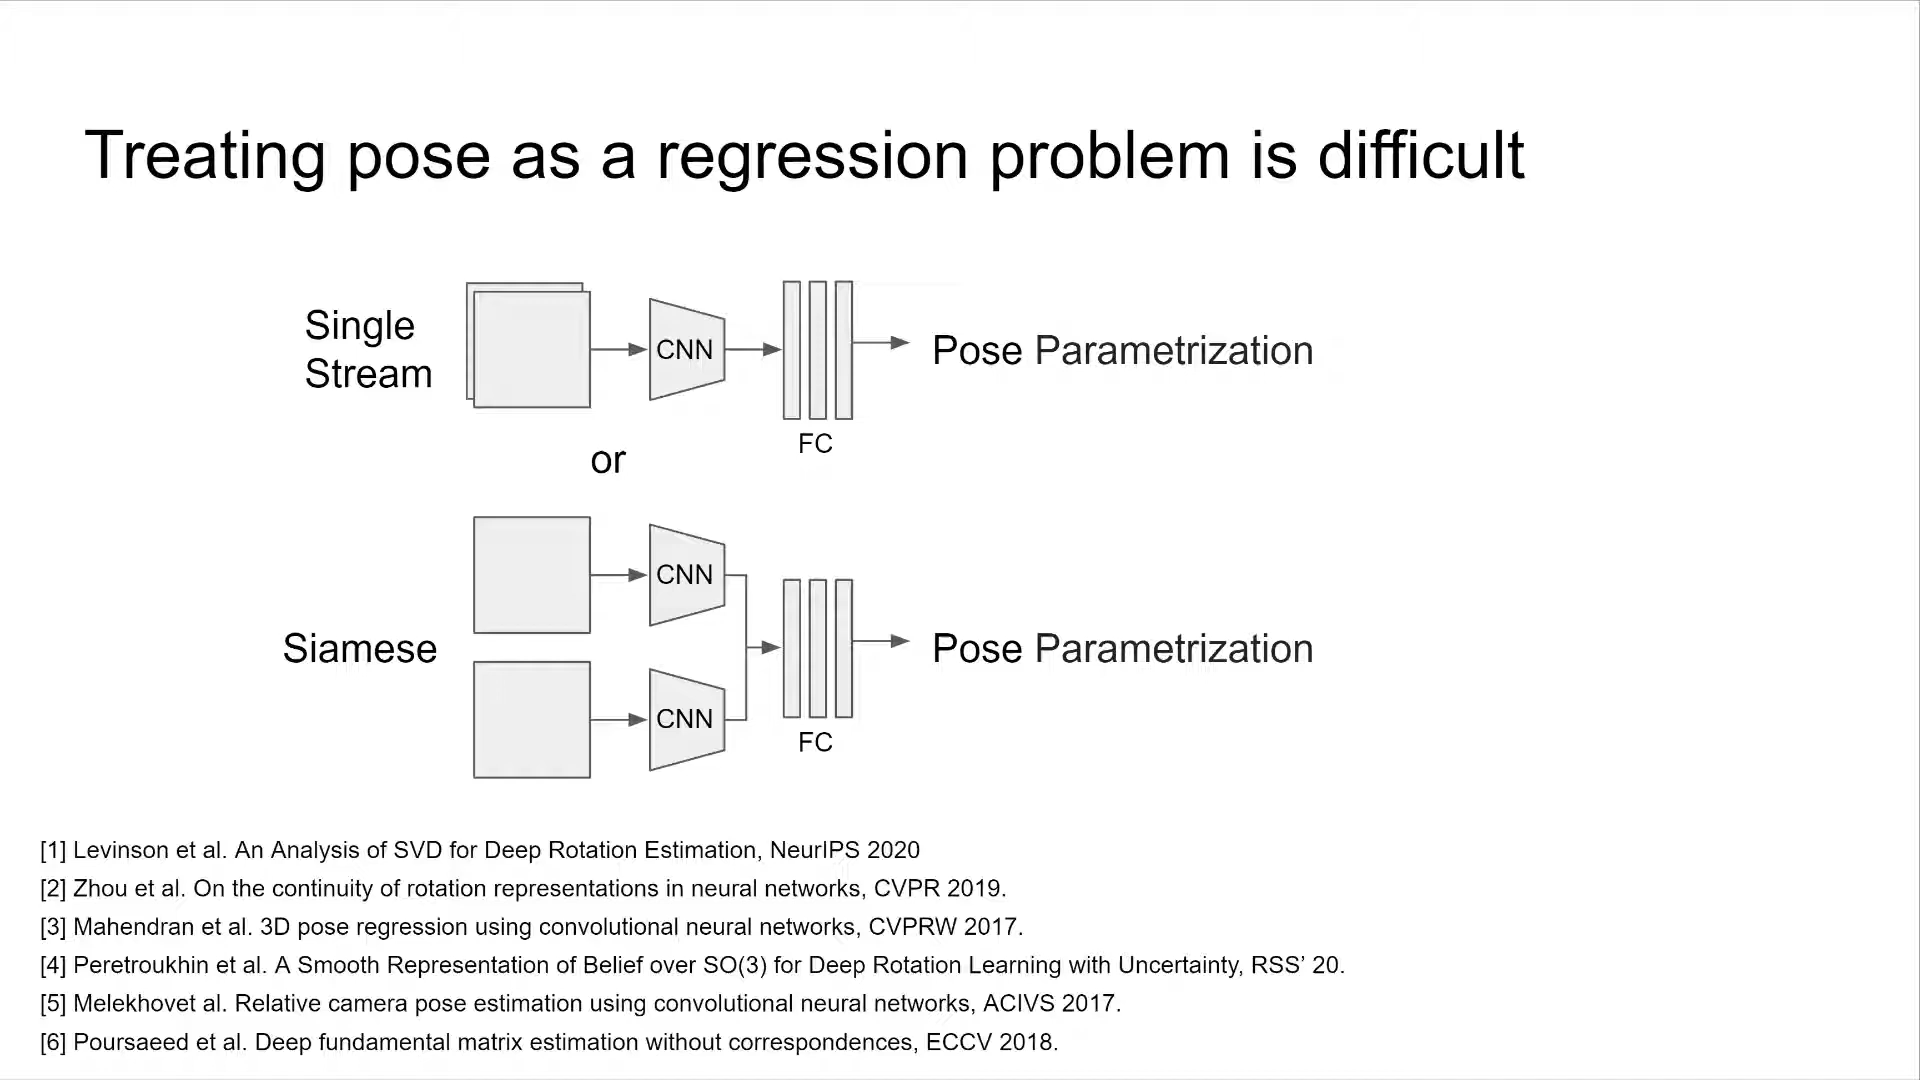 Treating pose as a regression problem is difficult
Single
Stream
CNN
FC
Pose Parametrization
or
Siamese
CNN
CNN
FC
Pose Parametrization
[1] Levinson et al. An Analysis of SVD for Deep Rotation Estimation, NeurIPS 2020
[2] Zhou et al. On the continuity of rotation representations in neural networks, CVPR 2019.
[3] Mahendran et al. 3D pose regression using convolutional neural networks, CVPRW 2017.
[4] Peretroukhin et al. A Smooth Representation of Belief over SO(3) for Deep Rotation Learning with Uncertainty, RSS’ 20.
[5] Melekhovet al. Relative camera pose estimation using convolutional neural networks, ACIVS 2017.
[6] Poursaeed et al. Deep fundamental matrix estimation without correspondences, ECCV 2018.